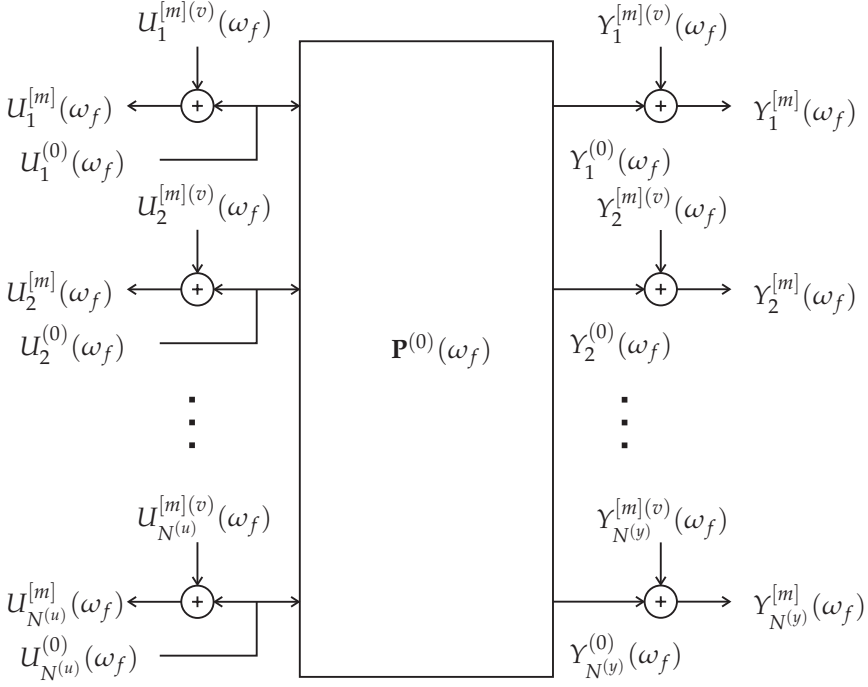 U_1^{[m](v)}(ω_f)
Y_1^{[m](v)}(ω_f)
U_1^{[m]}(ω_f)
+
+
Y_1^{[m]}(ω_f)
U_1^{(0)}(ω_f)
Y_1^{(0)}(ω_f)
U_2^{[m](v)}(ω_f)
Y_2^{[m](v)}(ω_f)
U_2^{[m]}(ω_f)
+
+
Y_2^{[m]}(ω_f)
U_2^{(0)}(ω_f)
P^{(0)}(ω_f)
Y_2^{(0)}(ω_f)
U_{N^{(u)}}^{[m](v)}(ω_f)
Y_{N^{(y)}}^{[m](v)}(ω_f)
U_{N^{(u)}}^{[m]}(ω_f)
+
+
Y_{N^{(y)}}^{[m]}(ω_f)
U_{N^{(u)}}^{(0)}(ω_f)
Y_{N^{(y)}}^{(0)}(ω_f)